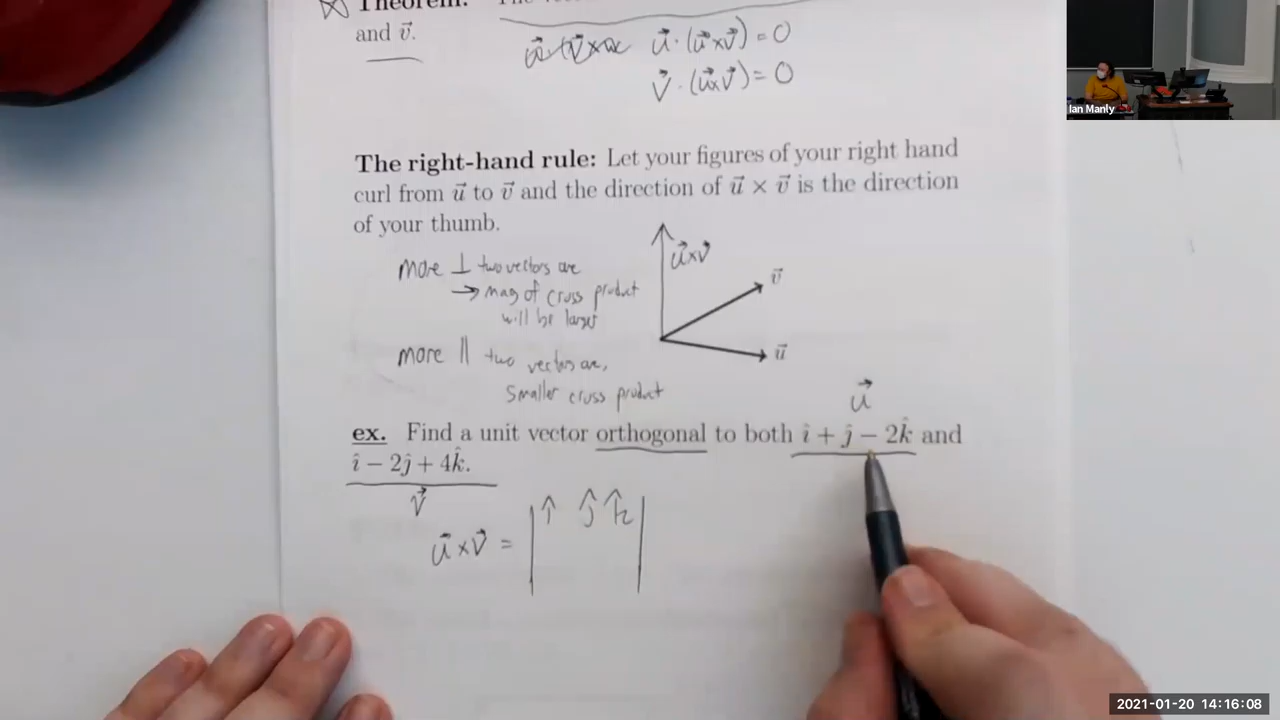 Theorem:
and v⃗.
u⃗ · (u⃗×v⃗) = 0
v⃗ · (u⃗×v⃗) = 0
Ian Manly
The right-hand rule: Let your figures of your right hand
curl from u⃗ to v⃗ and the direction of u⃗ × v⃗ is the direction
of your thumb.
u⃗×v⃗
v⃗
u⃗
more ⊥ two vectors are
→ mag of cross product
will be larger
more || two vectors are,
smaller cross product
u⃗
ex. Find a unit vector orthogonal to both î + ĵ − 2k̂ and
î − 2ĵ + 4k̂.
v⃗
u⃗×v⃗ = | î ĵ k̂ |
2021-01-20 14:16:08